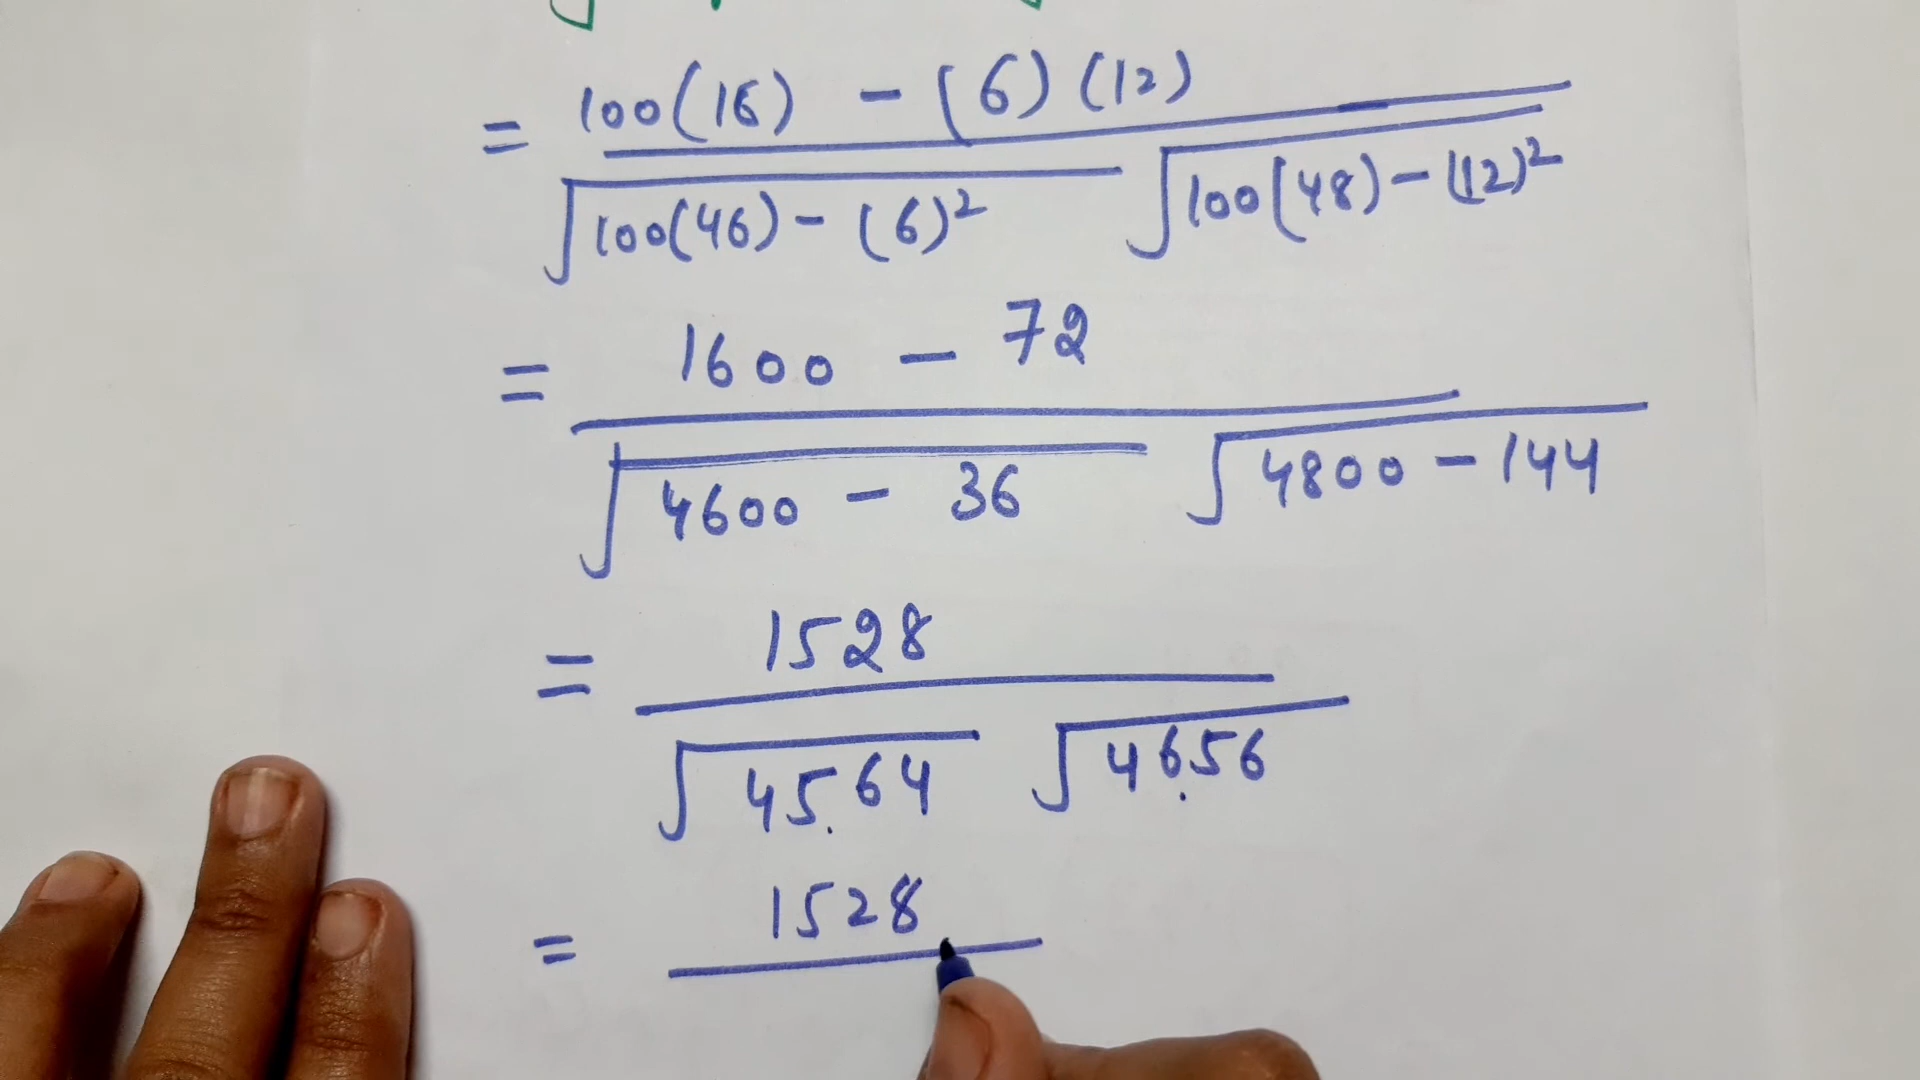 = 100(16) - (6)(12)
√100(46) - (6)² √100(48) - (12)²
= 1600 - 72
√4600 - 36 √4800 - 144
= 1528
√4564 √4656
= 1528